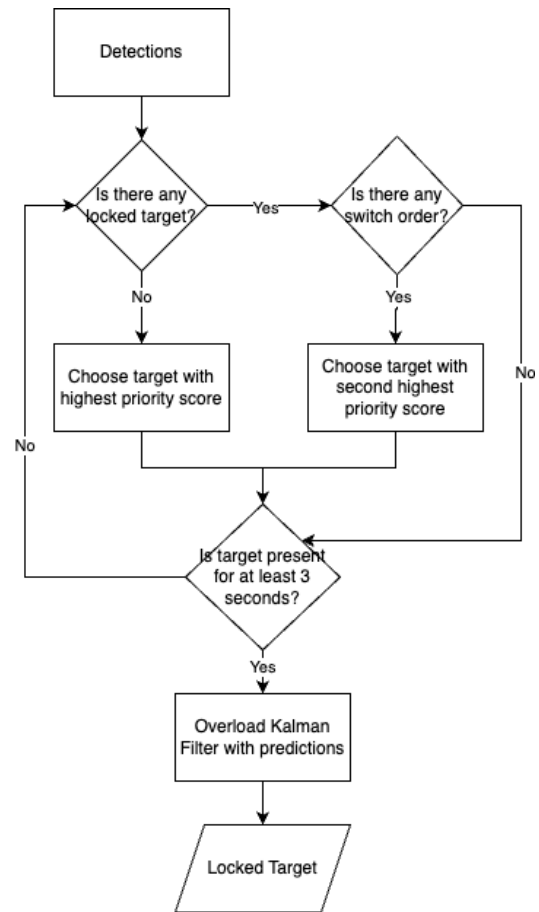 Detections
Is there any
locked target?
Yes
Is there any
switch order?
No
Yes
Choose target with
highest priority score
Choose target with
second highest
priority score
No
No
Is target present
for at least 3
seconds?
Yes
Overload Kalman
Filter with predictions
Locked Target